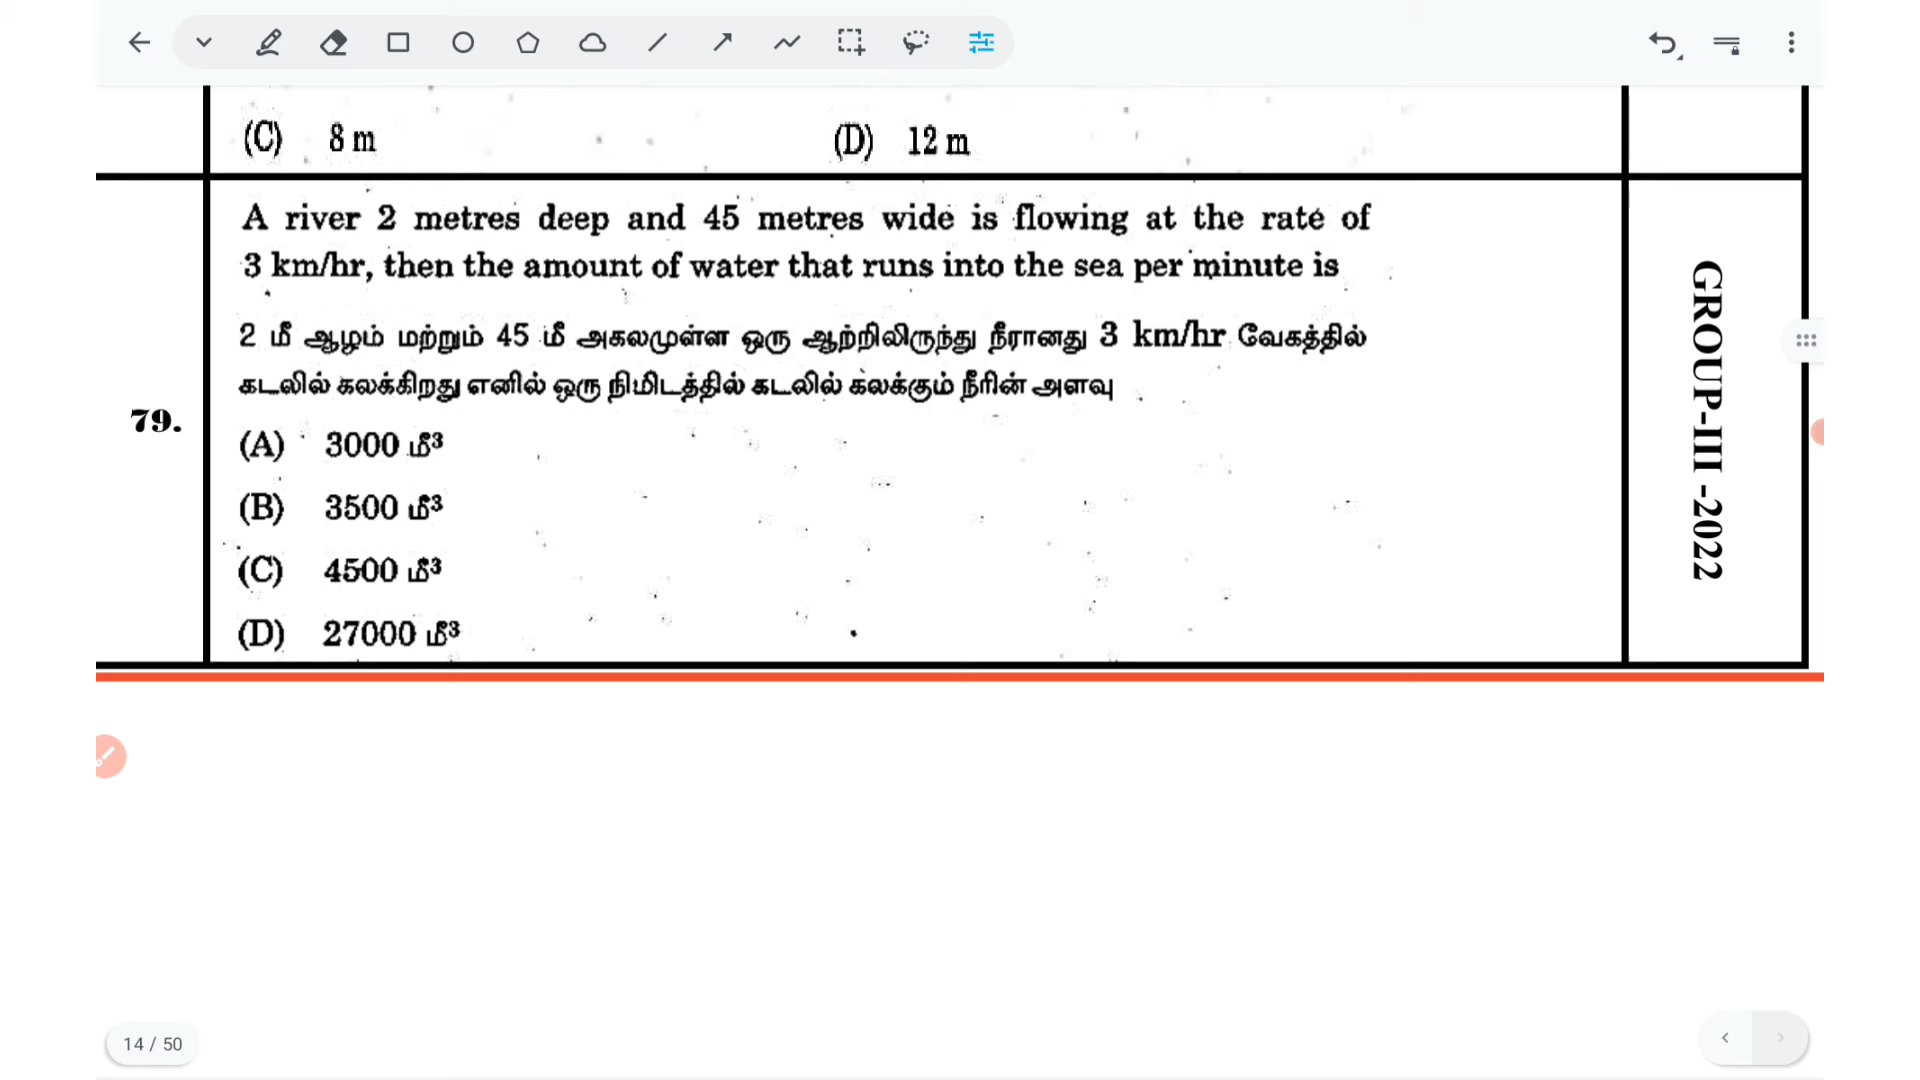 (C) 8 m (D) 12 m
A river 2 metres deep and 45 metres wide is flowing at the rate of
3 km/hr, then the amount of water that runs into the sea per minute is
2 மீ ஆழம் மற்றும் 45 மீ அகலமுள்ள ஒரு ஆற்றிலிருந்து நீரானது 3 km/hr வேகத்தில்
கடலில் கலக்கிறது எனில் ஒரு நிமிடத்தில் கடலில் கலக்கும் நீரின் அளவு
79.
(A) 3000 மீ³
(B) 3500 மீ³
(C) 4500 மீ³
(D) 27000 மீ³
GROUP-III -2022
14 / 50